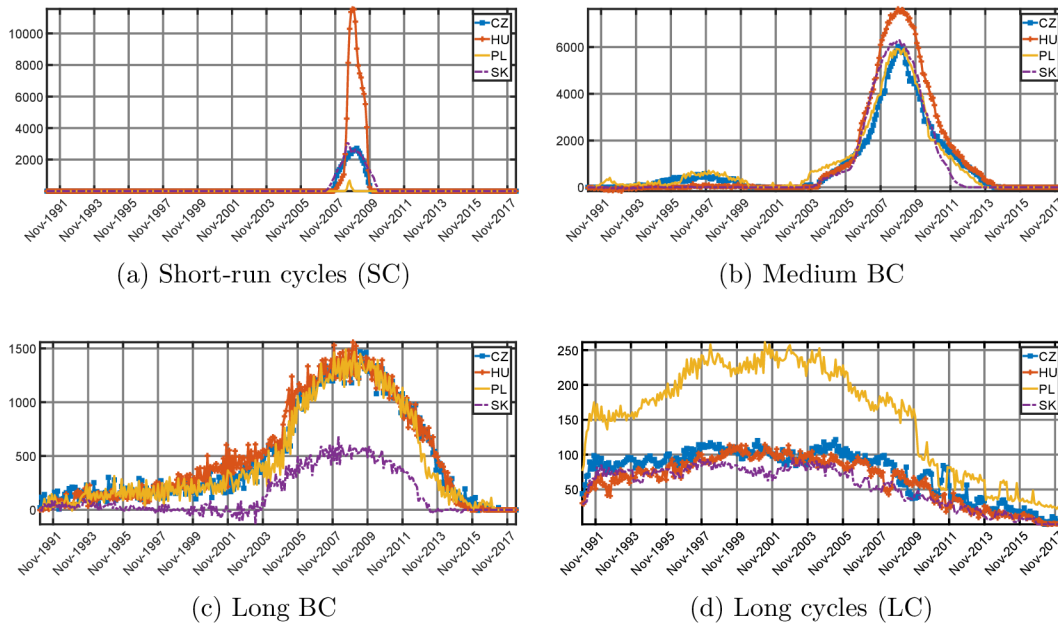 10000
8000
6000
4000
2000
CZ
HU
PL
SK
Nov-1991
Nov-1993
Nov-1995
Nov-1997
Nov-1999
Nov-2001
Nov-2003
Nov-2005
Nov-2007
Nov-2009
Nov-2011
Nov-2013
Nov-2015
Nov-2017
(a) Short-run cycles (SC)
6000
4000
2000
0
CZ
HU
PL
SK
Nov-1991
Nov-1993
Nov-1995
Nov-1997
Nov-1999
Nov-2001
Nov-2003
Nov-2005
Nov-2007
Nov-2009
Nov-2011
Nov-2013
Nov-2015
Nov-2017
(b) Medium BC
1500
1000
500
0
CZ
HU
PL
SK
Nov-1991
Nov-1993
Nov-1995
Nov-1997
Nov-1999
Nov-2001
Nov-2003
Nov-2005
Nov-2007
Nov-2009
Nov-2011
Nov-2013
Nov-2015
Nov-2017
(c) Long BC
250
200
150
100
50
CZ
HU
PL
SK
Nov-1991
Nov-1993
Nov-1995
Nov-1997
Nov-1999
Nov-2001
Nov-2003
Nov-2005
Nov-2007
Nov-2009
Nov-2011
Nov-2013
Nov-2015
Nov-2017
(d) Long cycles (LC)